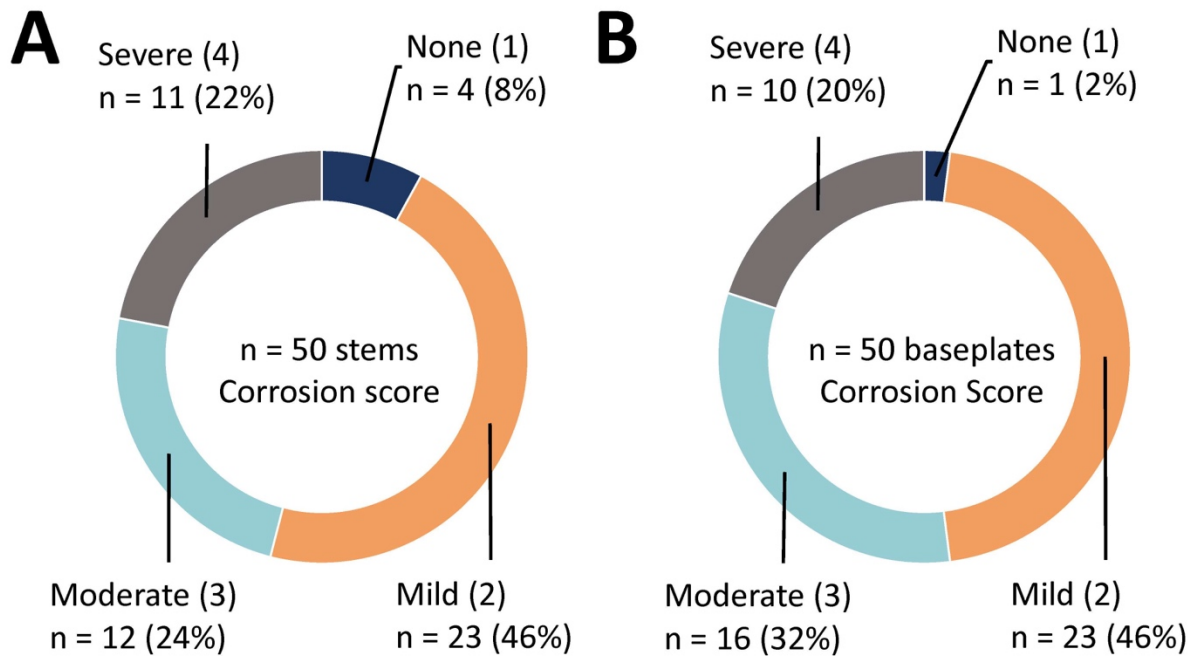 A
Severe (4)
n = 11 (22%)
None (1)
n = 4 (8%)
n = 50 stems
Corrosion score
Moderate (3)
n = 12 (24%)
Mild (2)
n = 23 (46%)
B
Severe (4)
n = 10 (20%)
None (1)
n = 1 (2%)
n = 50 baseplates
Corrosion Score
Moderate (3)
n = 16 (32%)
Mild (2)
n = 23 (46%)